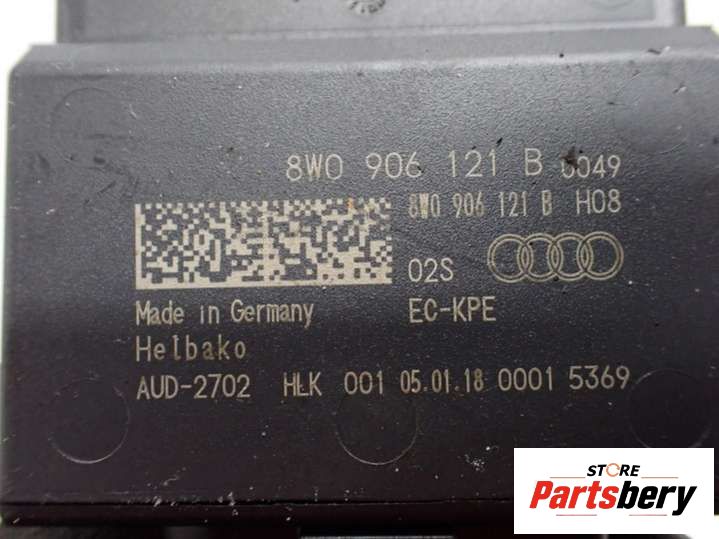 8W0 906 121 B 0049
8W0 906 121 B H08
02S
Made in Germany EC-KPE
Helbako
AUD-2702 HLK 001 05.01.18 0001 5369
STORE
Partsbery